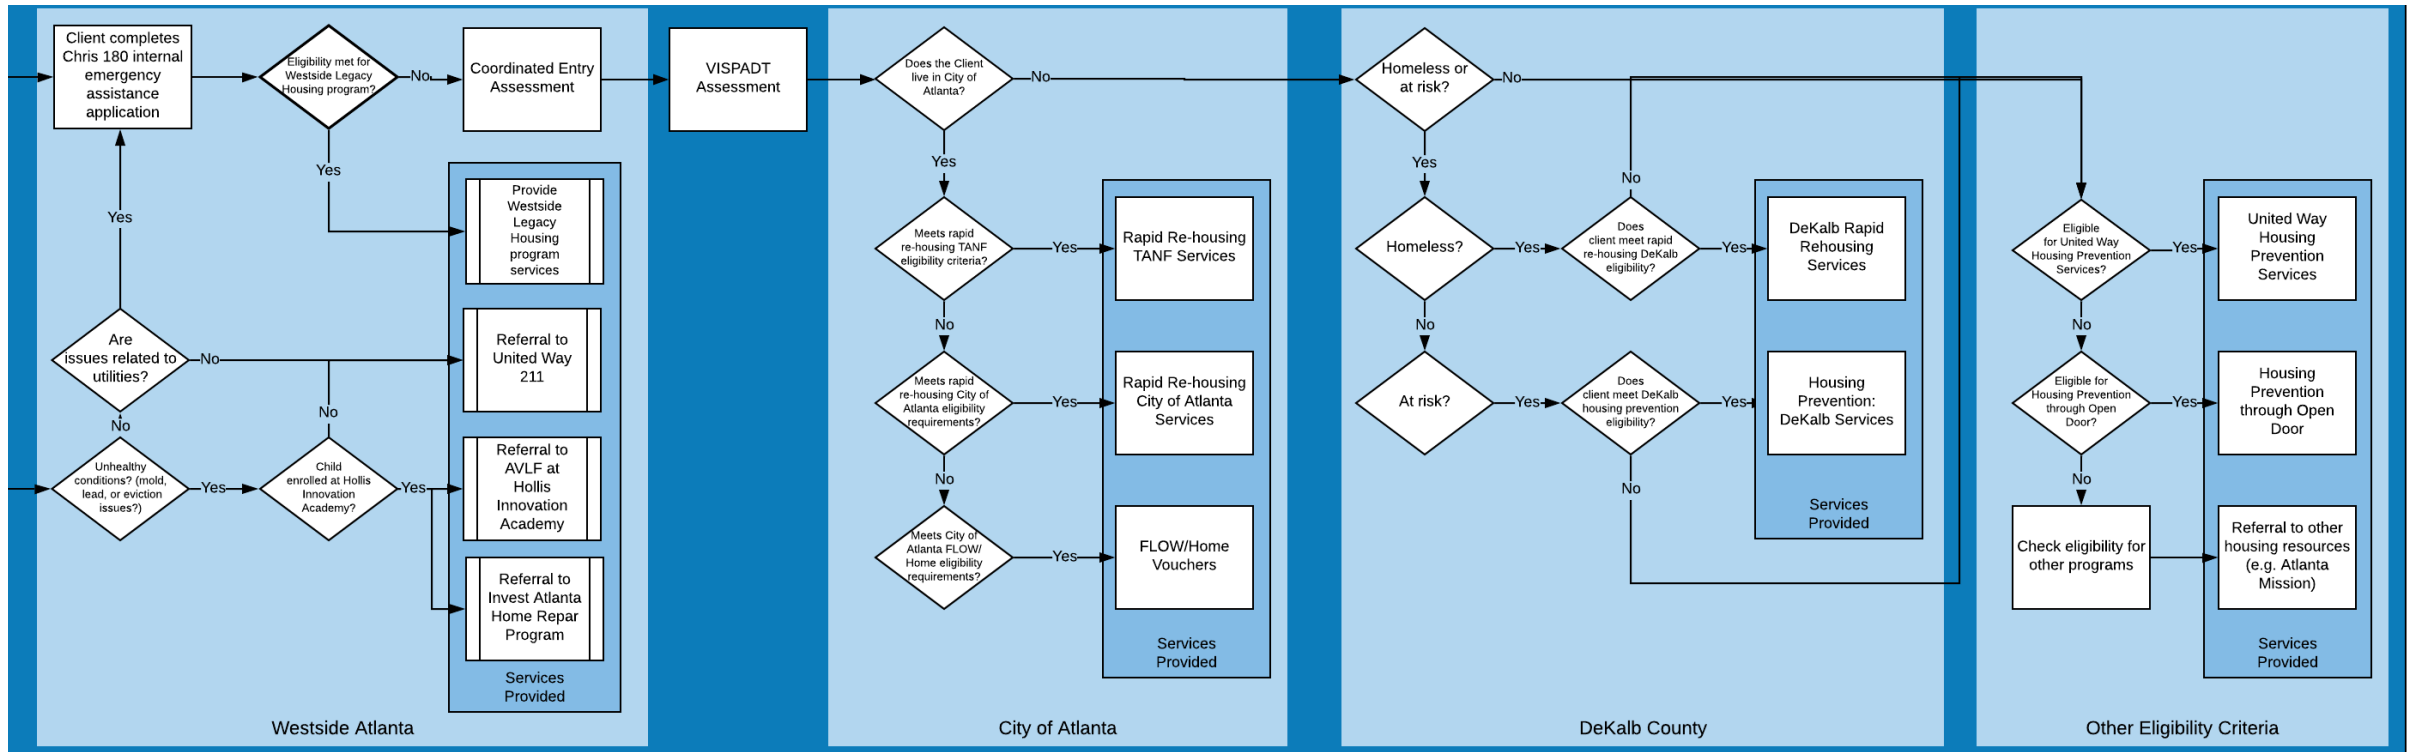 Client completes
Chris 180 internal
emergency
assistance
application
Eligibility met for
Westside Legacy
Housing program?
No
Coordinated Entry
Assessment
Yes
Provide
Westside
Legacy
Housing
program
services
Yes
Are
issues related to
utilities?
No
Referral to
United Way
211
No
No
Unhealthy
conditions? (mold,
lead, or eviction
issues?)
Yes
Child
enrolled at Hollis
Innovation
Academy?
Yes
Referral to
AVLF at
Hollis
Innovation
Academy
Referral to
Invest Atlanta
Home Repar
Program
Services
Provided
Westside Atlanta
VISPADT
Assessment
Does the Client
live in City of
Atlanta?
No
Yes
Meets rapid
re-housing TANF
eligibility criteria?
Yes
Rapid Re-housing
TANF Services
No
Meets rapid
re-housing City of
Atlanta eligibility
requirements?
Yes
Rapid Re-housing
City of Atlanta
Services
No
Meets City of
Atlanta FLOW/
Home eligibility
requirements?
Yes
FLOW/Home
Vouchers
Services
Provided
City of Atlanta
Homeless or
at risk?
No
Yes
No
Homeless?
Yes
Does
client meet rapid
re-housing DeKalb
eligibility?
Yes
DeKalb Rapid
Rehousing
Services
No
At risk?
Yes
Does
client meet DeKalb
housing prevention
eligibility?
Yes
Housing
Prevention:
DeKalb Services
No
Services
Provided
DeKalb County
Eligible
for United Way
Housing Prevention
Services?
Yes
United Way
Housing
Prevention
Services
No
Eligible for
Housing Prevention
through Open
Door?
Yes
Housing
Prevention
through Open
Door
No
Check eligibility for
other programs
Referral to other
housing resources
(e.g. Atlanta
Mission)
Services
Provided
Other Eligibility Criteria